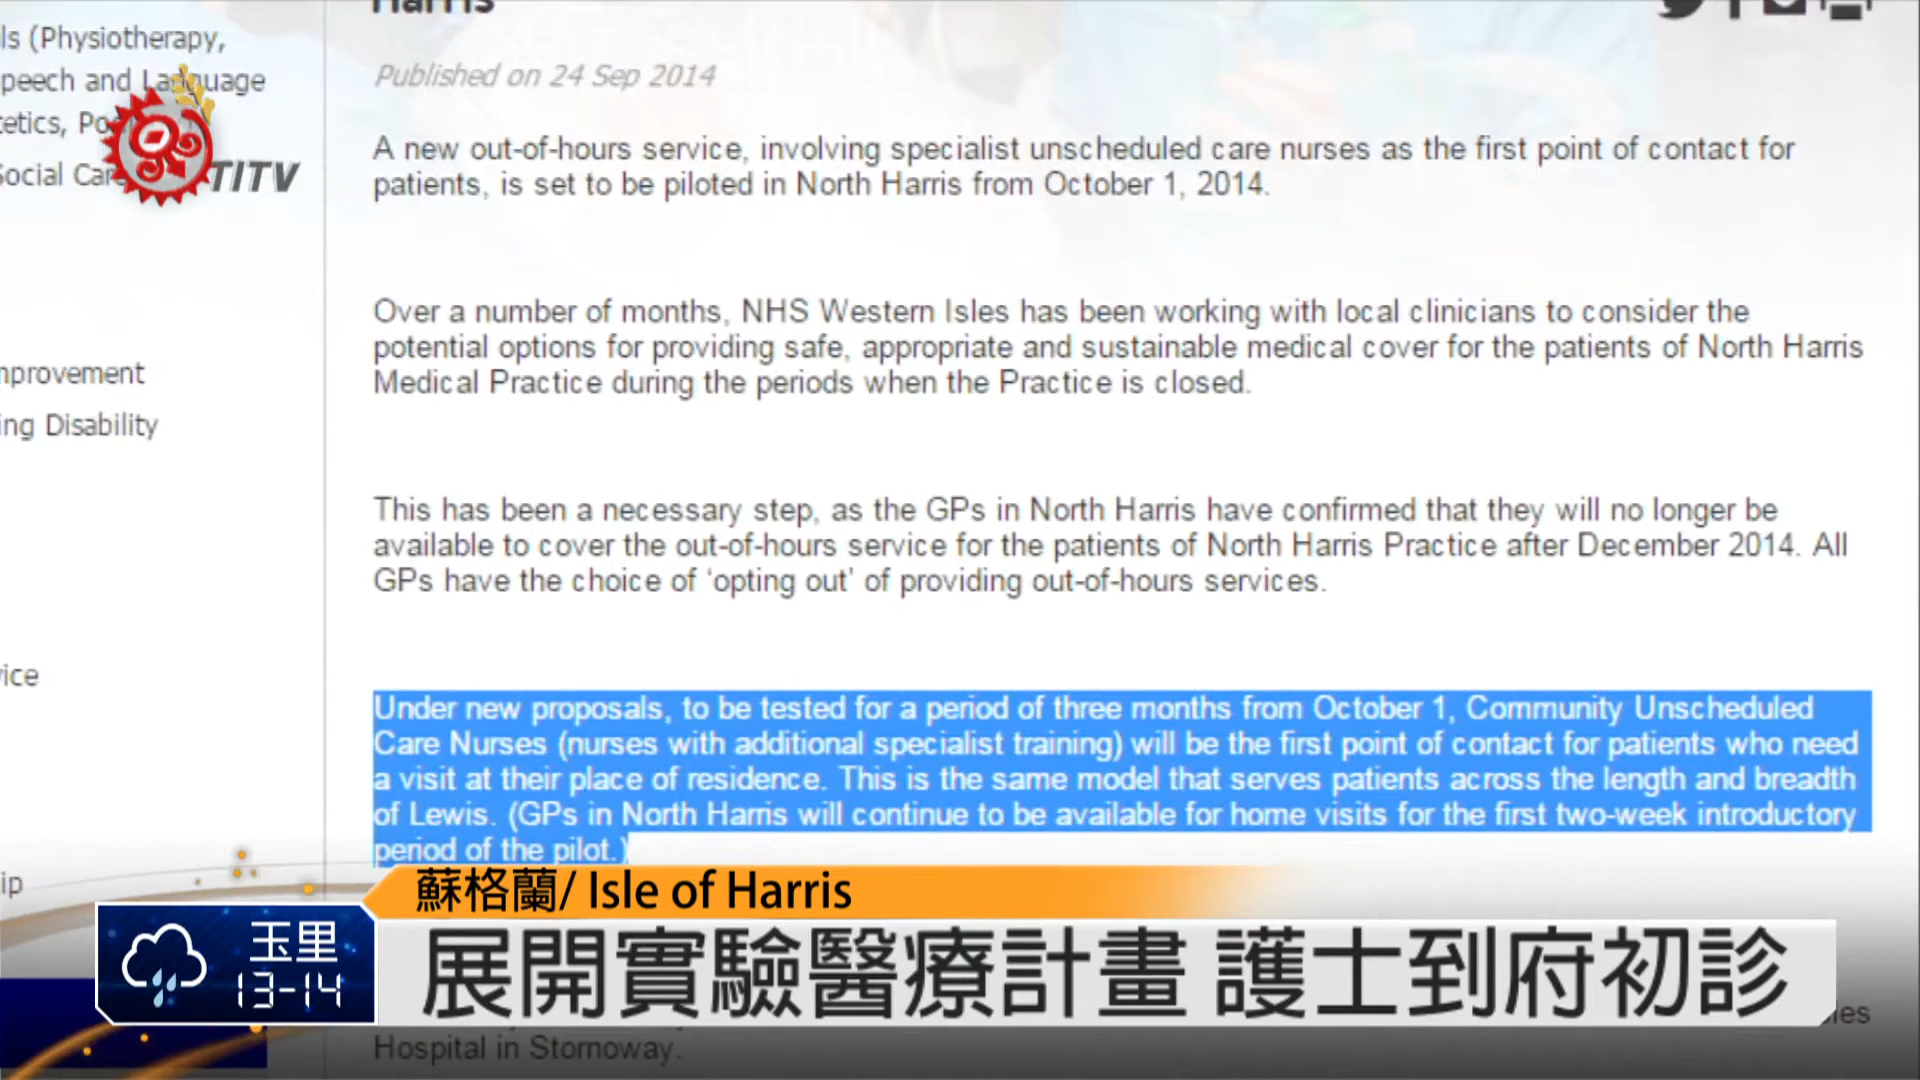 Harris
ls (Physiotherapy,
peech and Language
Published on 24 Sep 2014
TITV
Social Care
A new out-of-hours service, involving specialist unscheduled care nurses as the first point of contact for
patients, is set to be piloted in North Harris from October 1, 2014.
Over a number of months, NHS Western Isles has been working with local clinicians to consider the
potential options for providing safe, appropriate and sustainable medical cover for the patients of North Harris
Medical Practice during the periods when the Practice is closed.
mprovement
ing Disability
This has been a necessary step, as the GPs in North Harris have confirmed that they will no longer be
available to cover the out-of-hours service for the patients of North Harris Practice after December 2014. All
GPs have the choice of ‘opting out’ of providing out-of-hours services.
vice
Under new proposals, to be tested for a period of three months from October 1, Community Unscheduled
Care Nurses (nurses with additional specialist training) will be the first point of contact for patients who need
a visit at their place of residence. This is the same model that serves patients across the length and breadth
of Lewis. (GPs in North Harris will continue to be available for home visits for the first two-week introductory
period of the pilot.)
ip
蘇格蘭/ Isle of Harris
玉里
13-14
展開實驗醫療計畫 護士到府初診
Hospital in Stornoway.